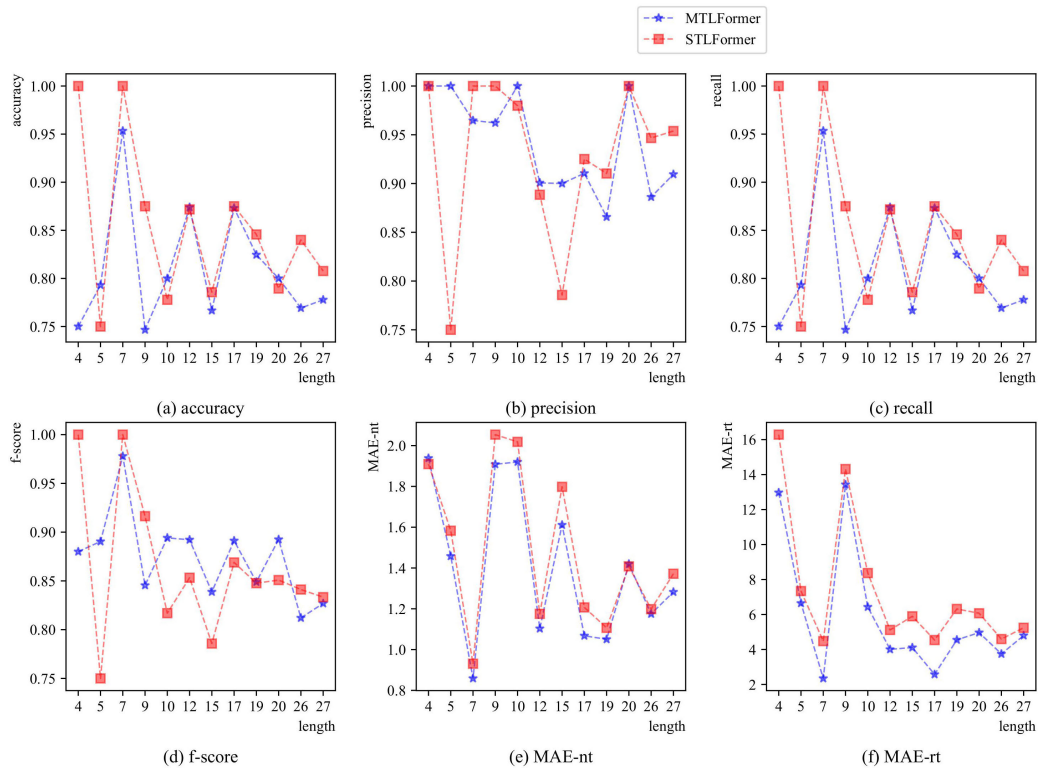 MTLFormer
STLFormer
accuracy
1.00
0.95
0.90
0.85
0.80
0.75
4 5 7 9 10 12 15 17 19 20 26 27
length
(a) accuracy
precision
1.00
0.95
0.90
0.85
0.80
0.75
4 5 7 9 10 12 15 17 19 20 26 27
length
(b) precision
recall
1.00
0.95
0.90
0.85
0.80
0.75
4 5 7 9 10 12 15 17 19 20 26 27
length
(c) recall
f-score
1.00
0.95
0.90
0.85
0.80
0.75
4 5 7 9 10 12 15 17 19 20 26 27
length
(d) f-score
MAE-nt
2.0
1.8
1.6
1.4
1.2
1.0
0.8
4 5 7 9 10 12 15 17 19 20 26 27
length
(e) MAE-nt
MAE-rt
16
14
12
10
8
6
4
2
4 5 7 9 10 12 15 17 19 20 26 27
length
(f) MAE-rt